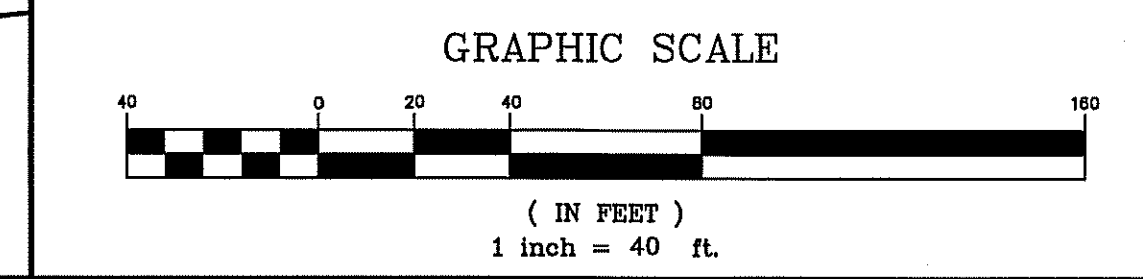 GRAPHIC SCALE
40 0 20 40 80 160
( IN FEET )
1 inch = 40 ft.